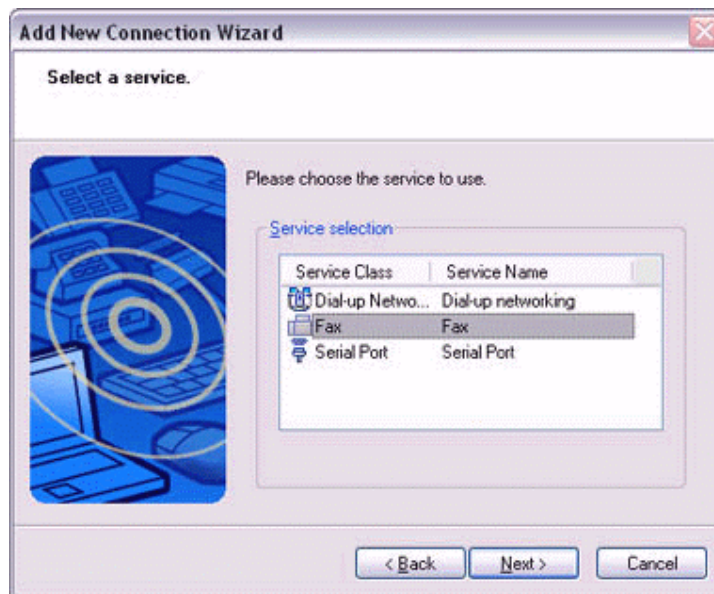 Add New Connection Wizard
Select a service.
Please choose the service to use.
Service selection
Service Class Service Name
Dial-up Netwo... Dial-up networking
Fax Fax
Serial Port Serial Port
< Back Next > Cancel